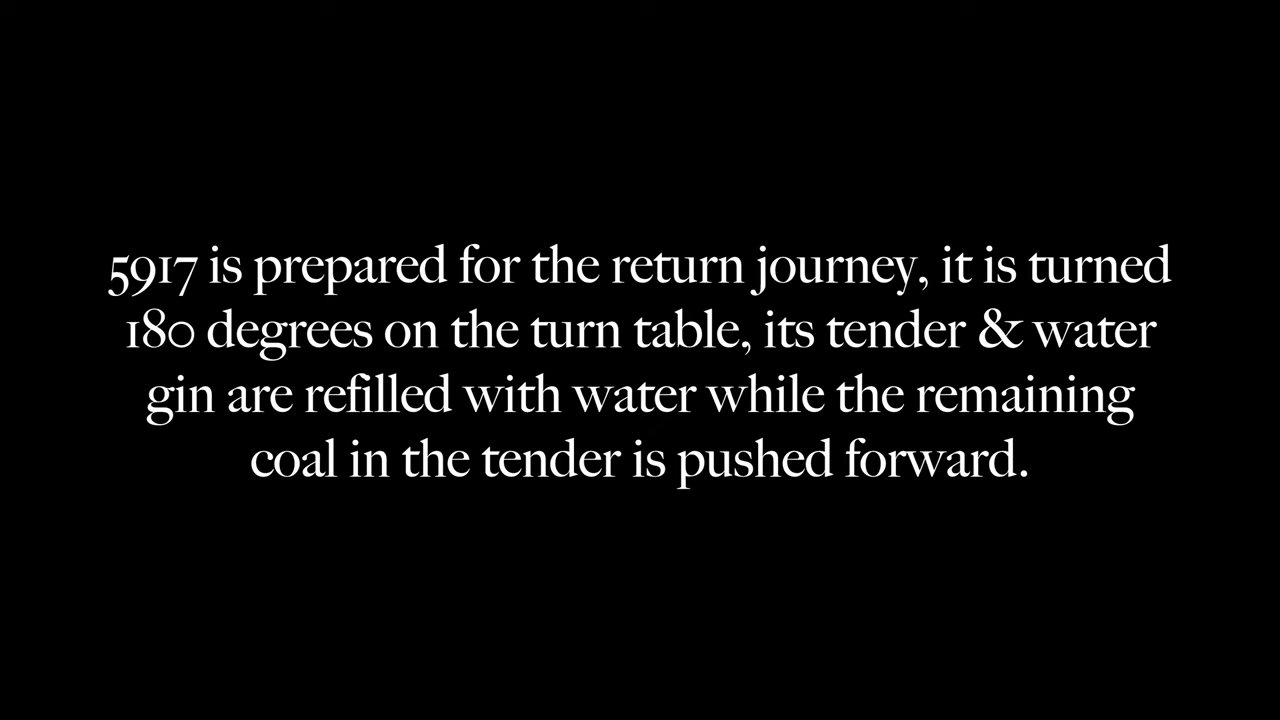 5917 is prepared for the return journey, it is turned
180 degrees on the turn table, its tender & water
gin are refilled with water while the remaining
coal in the tender is pushed forward.